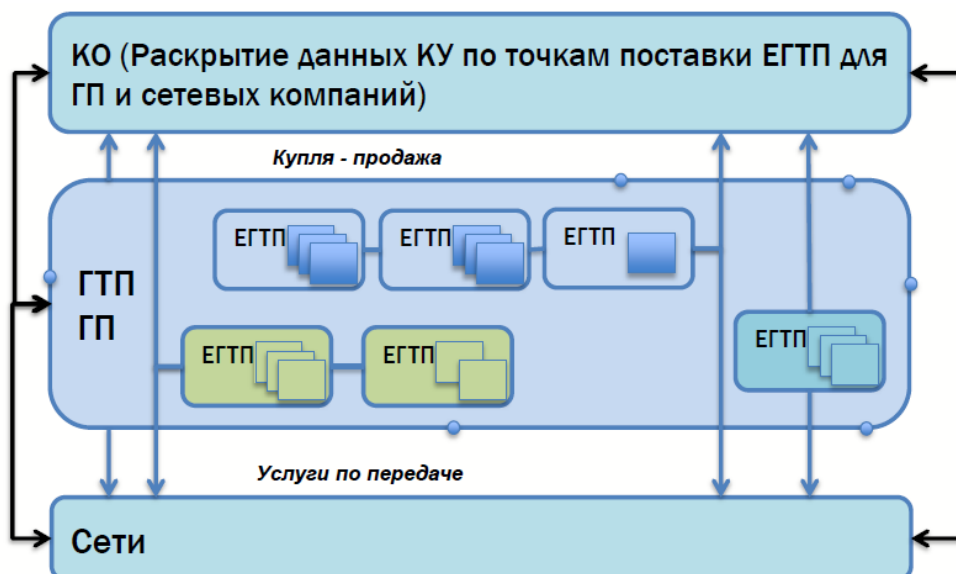 КО (Раскрытие данных КУ по точкам поставки ЕГТП для
ГП и сетевых компаний)
Купля - продажа
ЕГТП
ЕГТП
ЕГТП
ГТП
ГП
ЕГТП
ЕГТП
ЕГТП
Услуги по передаче
Сети